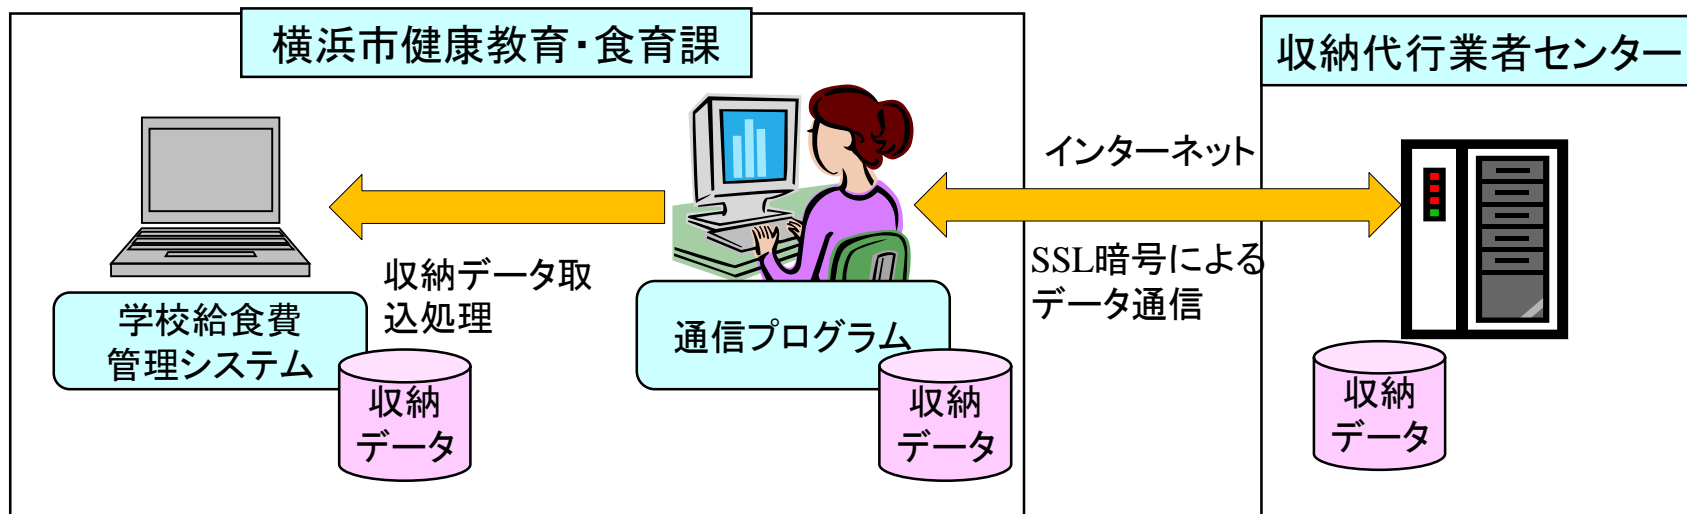 横浜市健康教育・食育課
収納代行業者センター
インターネット
SSL暗号による
データ通信
収納データ取
込処理
学校給食費
管理システム
通信プログラム
収納
データ
収納
データ
収納
データ